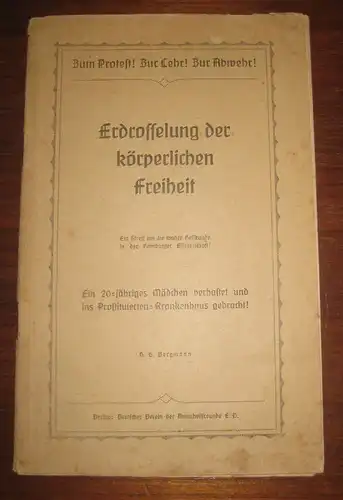 Zum Protest! Zur Lehr! Zur Abwehr!
Erdrosselung der
körperlichen
Freiheit
Ein 20=jähriges Mädchen verhaftet und
ins Prostituierten=Krankenhaus gebracht!
Bergmann
Verlag: Deutscher Verein der E. V.